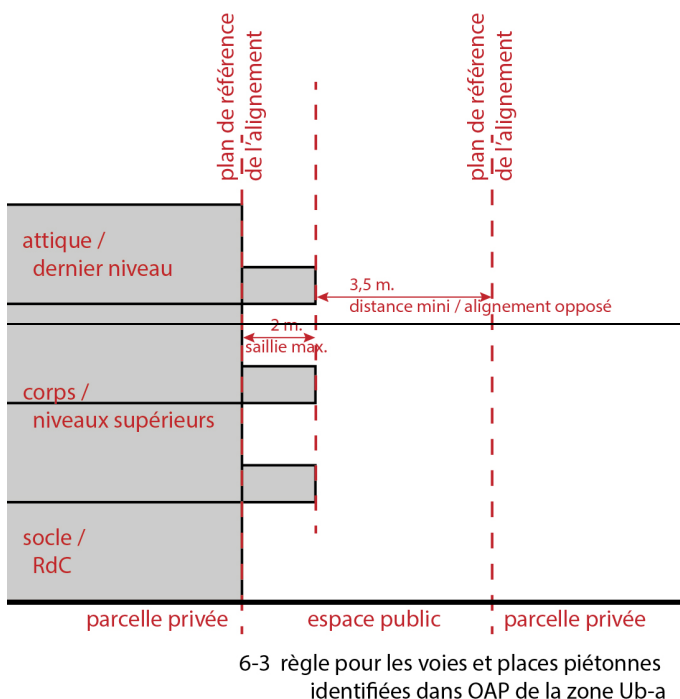 plan de référence
de l'alignement
plan de référence
de l'alignement
attique /
dernier niveau
3,5 m.
distance mini / alignement opposé
2 m.
saillie max.
corps /
niveaux supérieurs
socle /
RdC
parcelle privée
espace public
parcelle privée
6-3 règle pour les voies et places piétonnes
identifiées dans OAP de la zone Ub-a